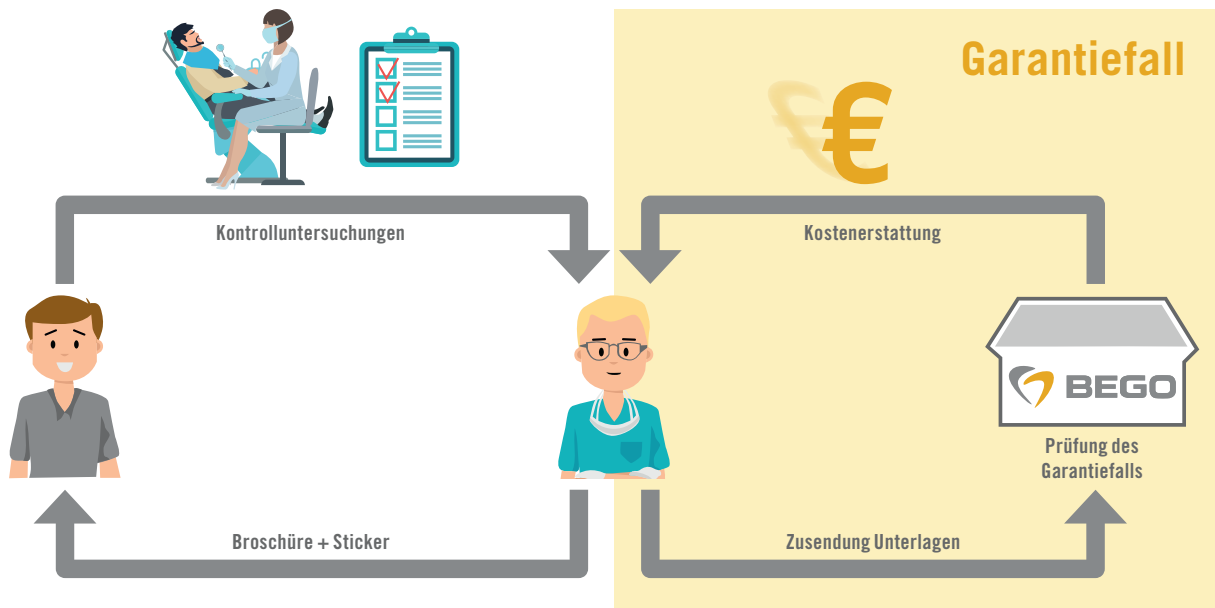 Garantiefall
€
Kontrolluntersuchungen
Kostenerstattung
BEGO
Prüfung des
Garantiefalls
Broschüre + Sticker
Zusendung Unterlagen